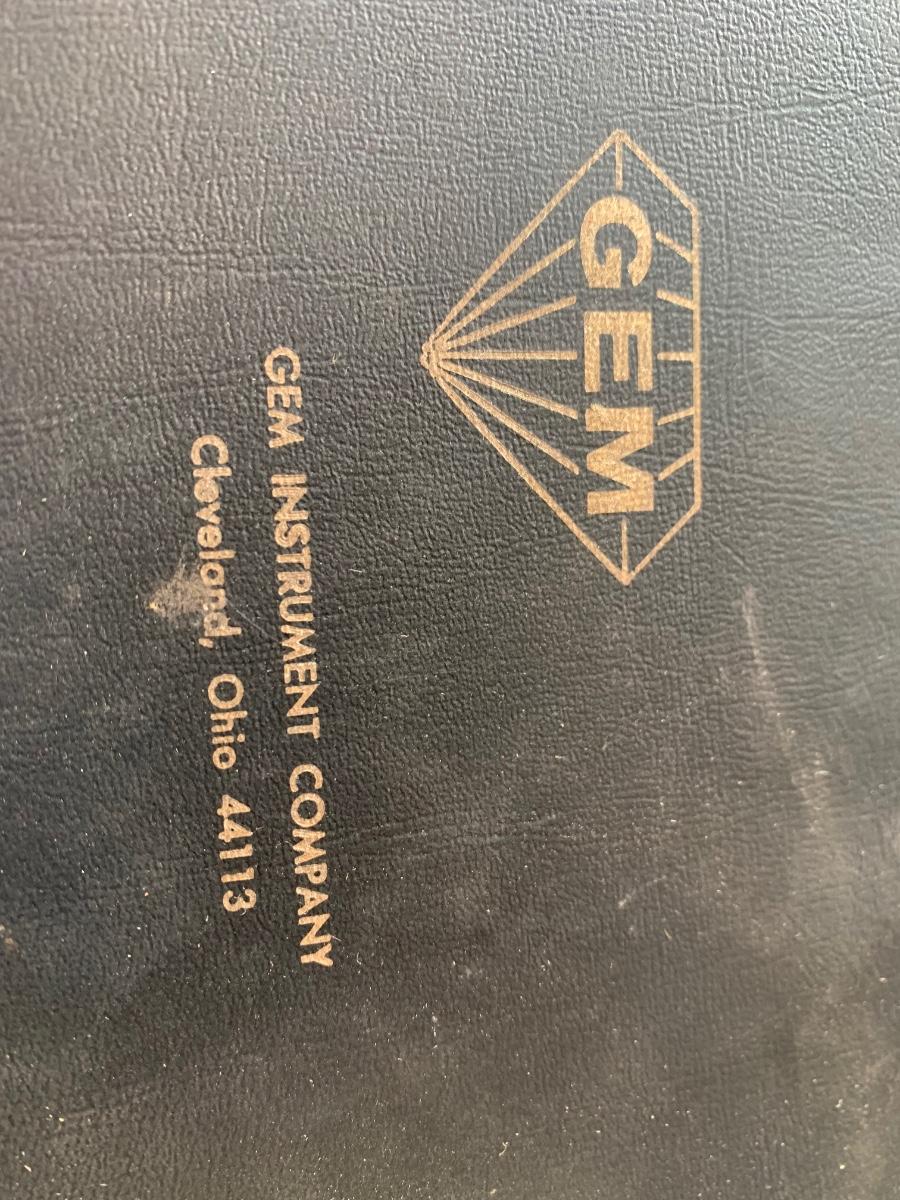 GEM
GEM INSTRUMENT COMPANY
Cleveland, Ohio 44113